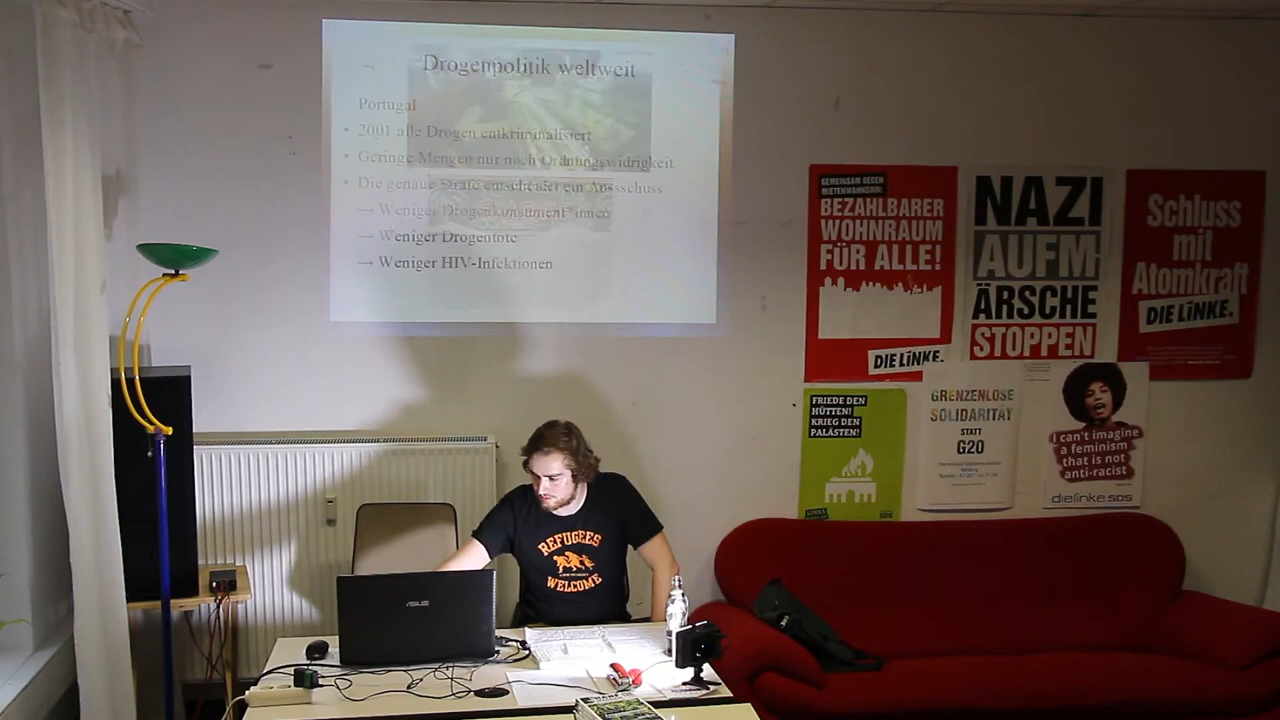 Drogenpolitik weltweit
Portugal
• 2001 alle Drogen entkriminalisiert
• Geringe Mengen nur noch Ordnungswidrigkeit
• Die genaue Strafe entscheidet ein Ausschuss
→ Weniger Drogenkonsument*innen
→ Weniger Drogentote
→ Weniger HIV-Infektionen
GEMEINSAM GEGEN
MIETENWAHNSINN:
BEZAHLBARER
WOHNRAUM
FÜR ALLE!
DIE LINKE.
NAZI
AUFM
ÄRSCHE
STOPPEN
Schluss
mit
Atomkraft
DIE LINKE.
FRIEDE DEN
HÜTTEN!
KRIEG DEN
PALÄSTEN!
SDS
GRENZENLOSE
SOLIDARITÄT
STATT
G20
I can't imagine
a feminism
that is not
anti-racist
dielinke.SDS
REFUGEES
WELCOME
ASUS